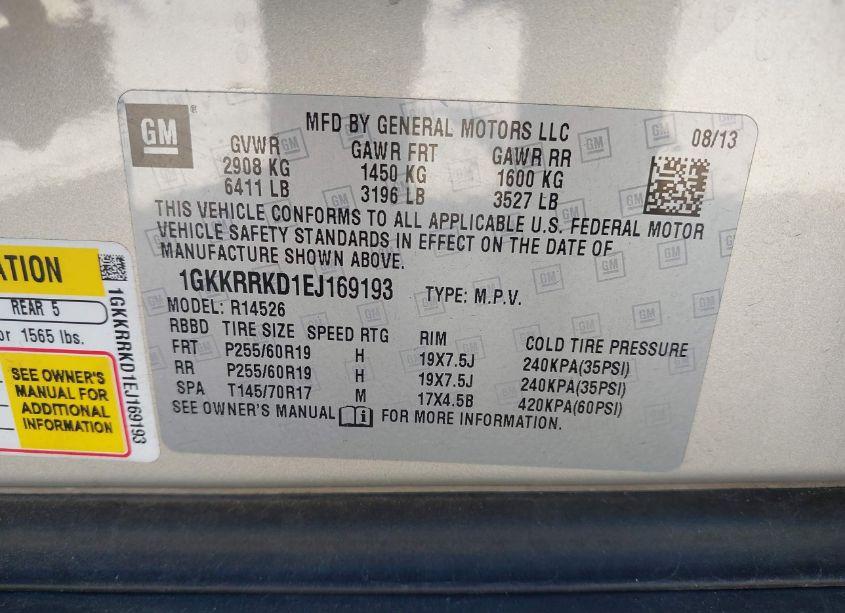 GM
®
MFD BY GENERAL MOTORS LLC
08/13
GVWR GAWR FRT GAWR RR
2908 KG 1450 KG 1600 KG
6411 LB 3196 LB 3527 LB
THIS VEHICLE CONFORMS TO ALL APPLICABLE U.S. FEDERAL MOTOR
VEHICLE SAFETY STANDARDS IN EFFECT ON THE DATE OF
MANUFACTURE SHOWN ABOVE.
1GKKRRKD1EJ169193 TYPE: M.P.V.
MODEL: R14526
RBBD TIRE SIZE SPEED RTG RIM COLD TIRE PRESSURE
FRT P255/60R19 H 19X7.5J 240KPA(35PSI)
RR P255/60R19 H 19X7.5J 240KPA(35PSI)
SPA T145/70R17 M 17X4.5B 420KPA(60PSI)
SEE OWNER'S MANUAL i FOR MORE INFORMATION.
ATION
REAR 5
or 1565 lbs.
SEE OWNER'S
MANUAL FOR
ADDITIONAL
INFORMATION
1GKKRRKD1EJ169193